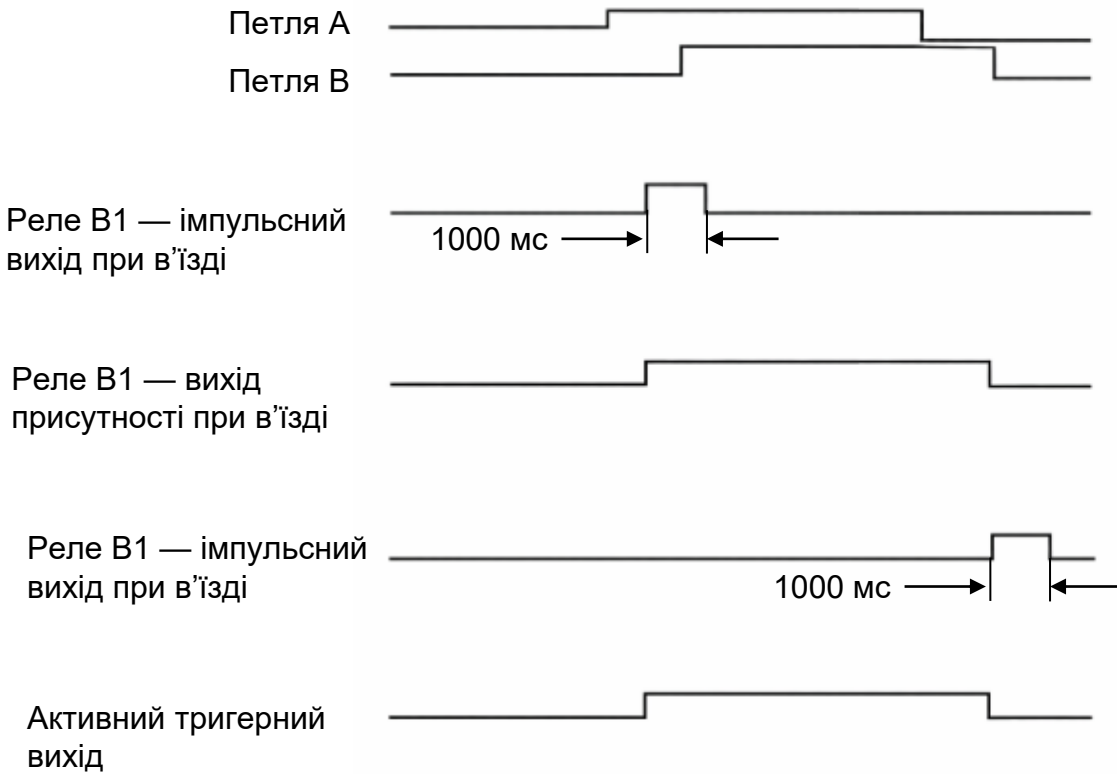 Петля A
Петля B
Реле B1 — імпульсний
вихід при в’їзді
1000 мс
Реле B1 — вихід
присутності при в’їзді
Реле B1 — імпульсний
вихід при в’їзді
1000 мс
Активний тригерний
вихід